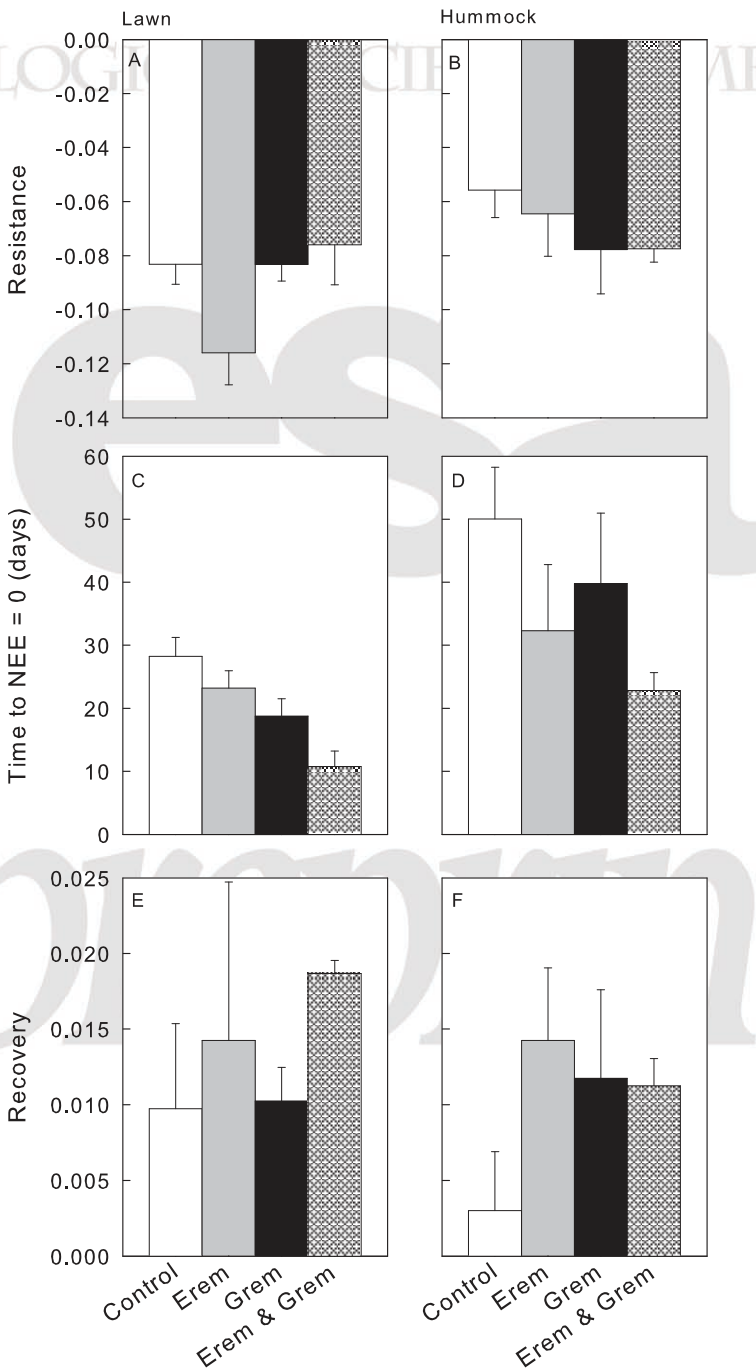 Lawn Hummock
A B
0.00
-0.02
-0.04
-0.06
-0.08
-0.10
-0.12
-0.14
Resistance
C D
60
50
40
30
20
10
0
Time to NEE = 0 (days)
E F
0.025
0.020
0.015
0.010
0.005
0.000
Recovery
Control Erem Grem Erem & Grem Control Erem Grem Erem & Grem
esa
preprint